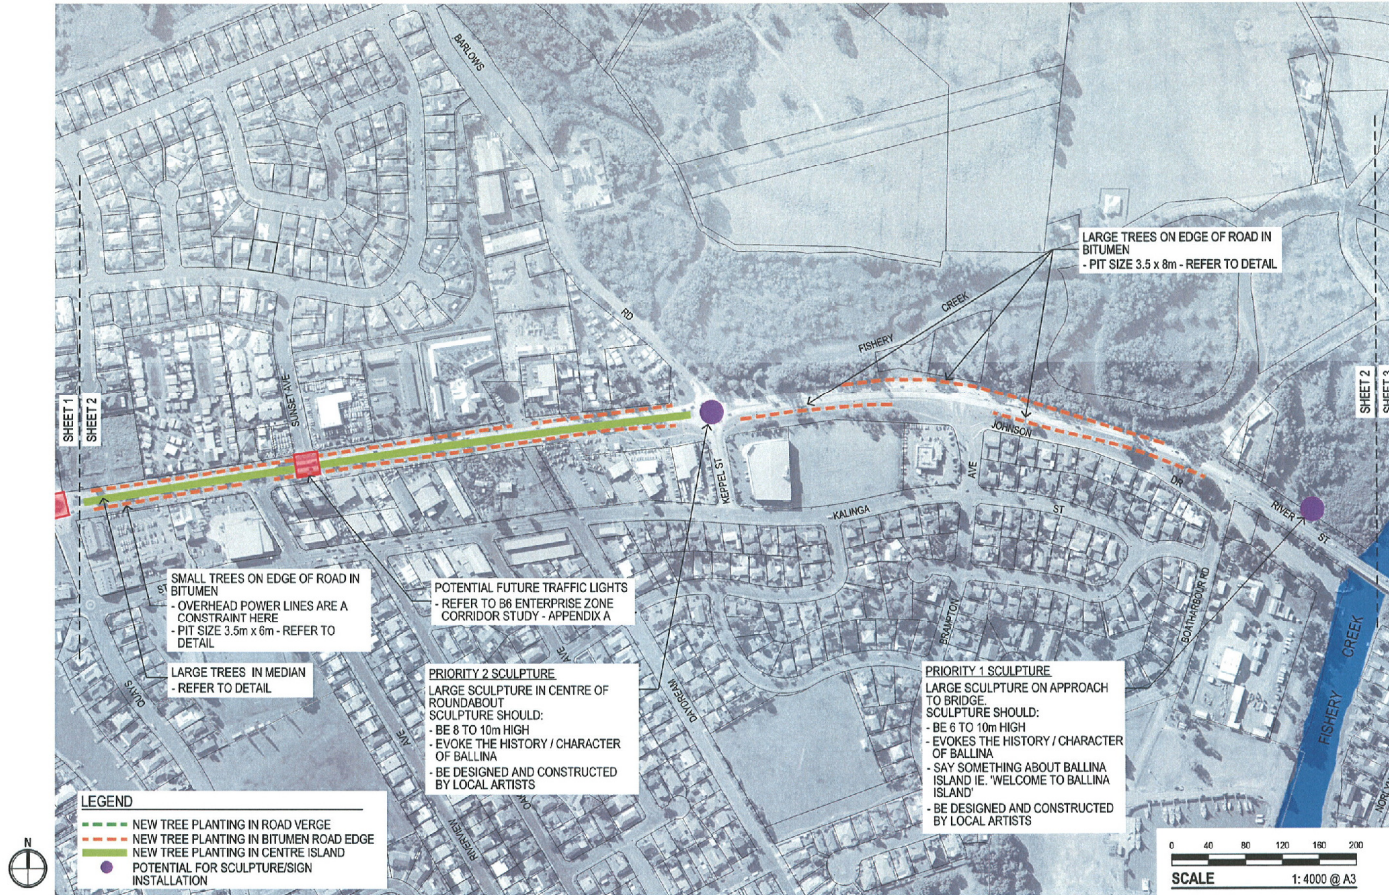 BARLOWS
RD
LARGE TREES ON EDGE OF ROAD IN
BITUMEN
- PIT SIZE 3.5 x 8m - REFER TO DETAIL
FISHERY CREEK
SHEET 1
SHEET 2
SUNSET AVE
SHEET 2
SHEET 3
JOHNSON
DR
KEPPEL ST
AVE
KALINGA
ST
RIVER
ST
SMALL TREES ON EDGE OF ROAD IN
BITUMEN
- OVERHEAD POWER LINES ARE A
CONSTRAINT HERE
- PIT SIZE 3.5m x 6m - REFER TO
DETAIL
ST
LARGE TREES IN MEDIAN
- REFER TO DETAIL
POTENTIAL FUTURE TRAFFIC LIGHTS
- REFER TO B6 ENTERPRISE ZONE
CORRIDOR STUDY - APPENDIX A
BRAMPTON
BOATHARBOUR RD
FISHERY CREEK
QUAYS
AVE
AVE
DAYDREAM
RIVERVIEW
PRIORITY 2 SCULPTURE
LARGE SCULPTURE IN CENTRE OF
ROUNDABOUT
SCULPTURE SHOULD:
- BE 8 TO 10m HIGH
- EVOKE THE HISTORY / CHARACTER
OF BALLINA
- BE DESIGNED AND CONSTRUCTED
BY LOCAL ARTISTS
PRIORITY 1 SCULPTURE
LARGE SCULPTURE ON APPROACH
TO BRIDGE.
SCULPTURE SHOULD:
- BE 6 TO 10m HIGH
- EVOKES THE HISTORY / CHARACTER
OF BALLINA
- SAY SOMETHING ABOUT BALLINA
ISLAND IE. 'WELCOME TO BALLINA
ISLAND'
- BE DESIGNED AND CONSTRUCTED
BY LOCAL ARTISTS
LEGEND
NEW TREE PLANTING IN ROAD VERGE
NEW TREE PLANTING IN BITUMEN ROAD EDGE
NEW TREE PLANTING IN CENTRE ISLAND
POTENTIAL FOR SCULPTURE/SIGN
INSTALLATION
N
0 40 80 120 160 200
SCALE 1: 4000 @ A3